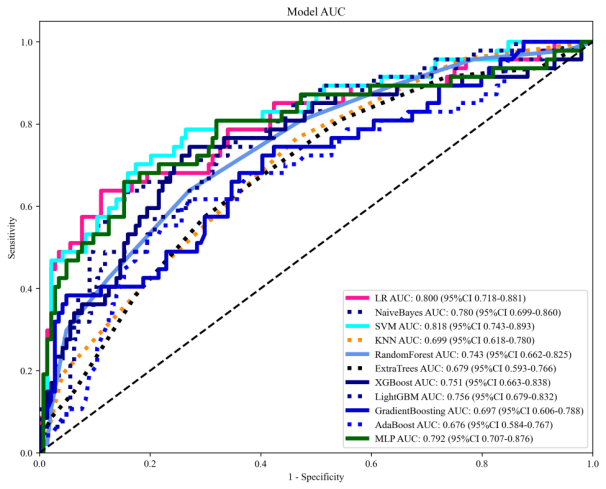 Model AUC
1.0
0.8
0.6
0.4
0.2
0.0
Sensitivity
LR AUC: 0.800 (95%CI 0.718-0.881)
NaiveBayes AUC: 0.780 (95%CI 0.699-0.860)
SVM AUC: 0.818 (95%CI 0.743-0.893)
KNN AUC: 0.699 (95%CI 0.618-0.780)
RandomForest AUC: 0.743 (95%CI 0.662-0.825)
ExtraTrees AUC: 0.679 (95%CI 0.593-0.766)
XGBoost AUC: 0.751 (95%CI 0.663-0.838)
LightGBM AUC: 0.756 (95%CI 0.679-0.832)
GradientBoosting AUC: 0.697 (95%CI 0.606-0.788)
AdaBoost AUC: 0.676 (95%CI 0.584-0.767)
MLP AUC: 0.792 (95%CI 0.707-0.876)
0.0 0.2 0.4 0.6 0.8 1.0
1 - Specificity